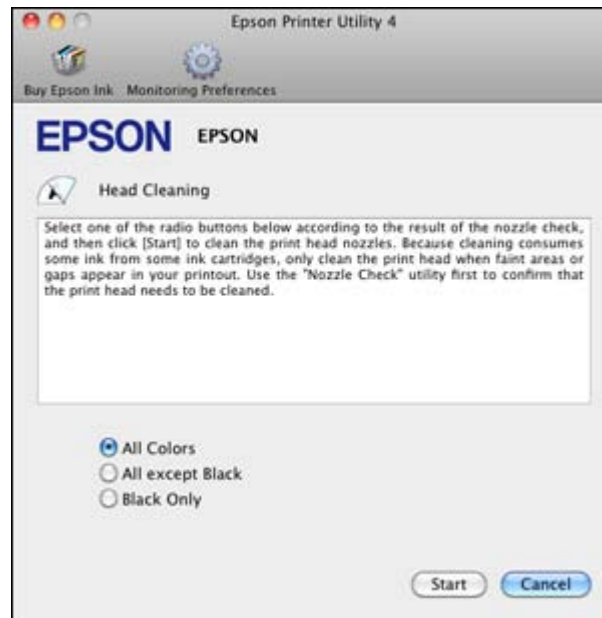 Epson Printer Utility 4
Buy Epson Ink Monitoring Preferences
EPSON EPSON
Head Cleaning
Select one of the radio buttons below according to the result of the nozzle check,
and then click [Start] to clean the print head nozzles. Because cleaning consumes
some ink from some ink cartridges, only clean the print head when faint areas or
gaps appear in your printout. Use the "Nozzle Check" utility first to confirm that
the print head needs to be cleaned.
All Colors
All except Black
Black Only
Start Cancel